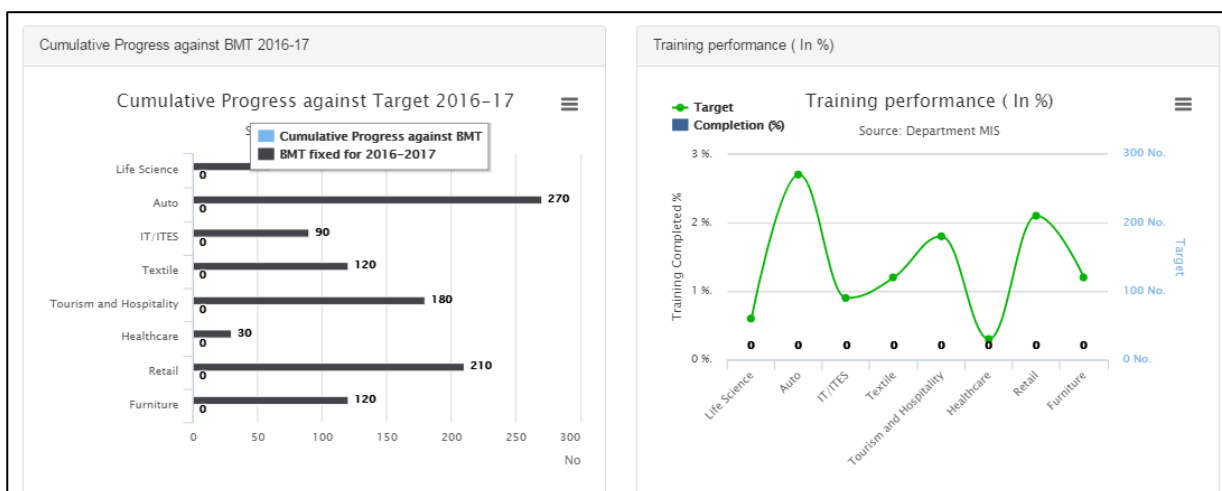 Cumulative Progress against BMT 2016-17
Cumulative Progress against Target 2016-17
S
Cumulative Progress against BMT
BMT fixed for 2016-2017
Life Science
0
Auto
270
0
IT/ITES
90
0
Textile
120
0
Tourism and Hospitality
180
0
Healthcare
30
0
Retail
210
0
Furniture
120
0
0 50 100 150 200 250 300
No
Training performance ( In %)
Target
Completion (%)
Training performance ( In %)
Source: Department MIS
3 %.
2 %.
1 %.
0 %.
Training Completed %
300 No.
200 No.
100 No.
0 No.
Target
0 0 0 0 0 0 0 0
Life Science
Auto
IT/ITES
Textile
Tourism and Hospitality
Healthcare
Retail
Furniture